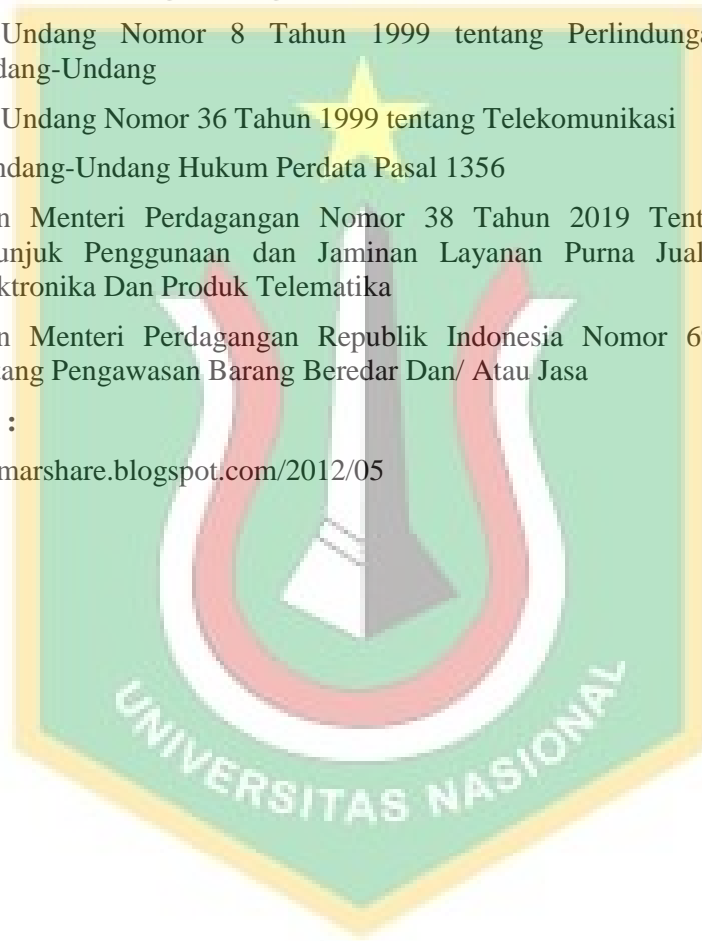 Undang Nomor 8 Tahun 1999 tentang Perlindunga
dang-Undang
Undang Nomor 36 Tahun 1999 tentang Telekomunikasi
ndang-Undang Hukum Perdata Pasal 1356
n Menteri Perdagangan Nomor 38 Tahun 2019 Tent
unjuk Penggunaan dan Jaminan Layanan Purna Jual
ktronika Dan Produk Telematika
n Menteri Perdagangan Republik Indonesia Nomor 6
tang Pengawasan Barang Beredar Dan/ Atau Jasa
:
marshare.blogspot.com/2012/05
UNIVERSITAS NASIONAL